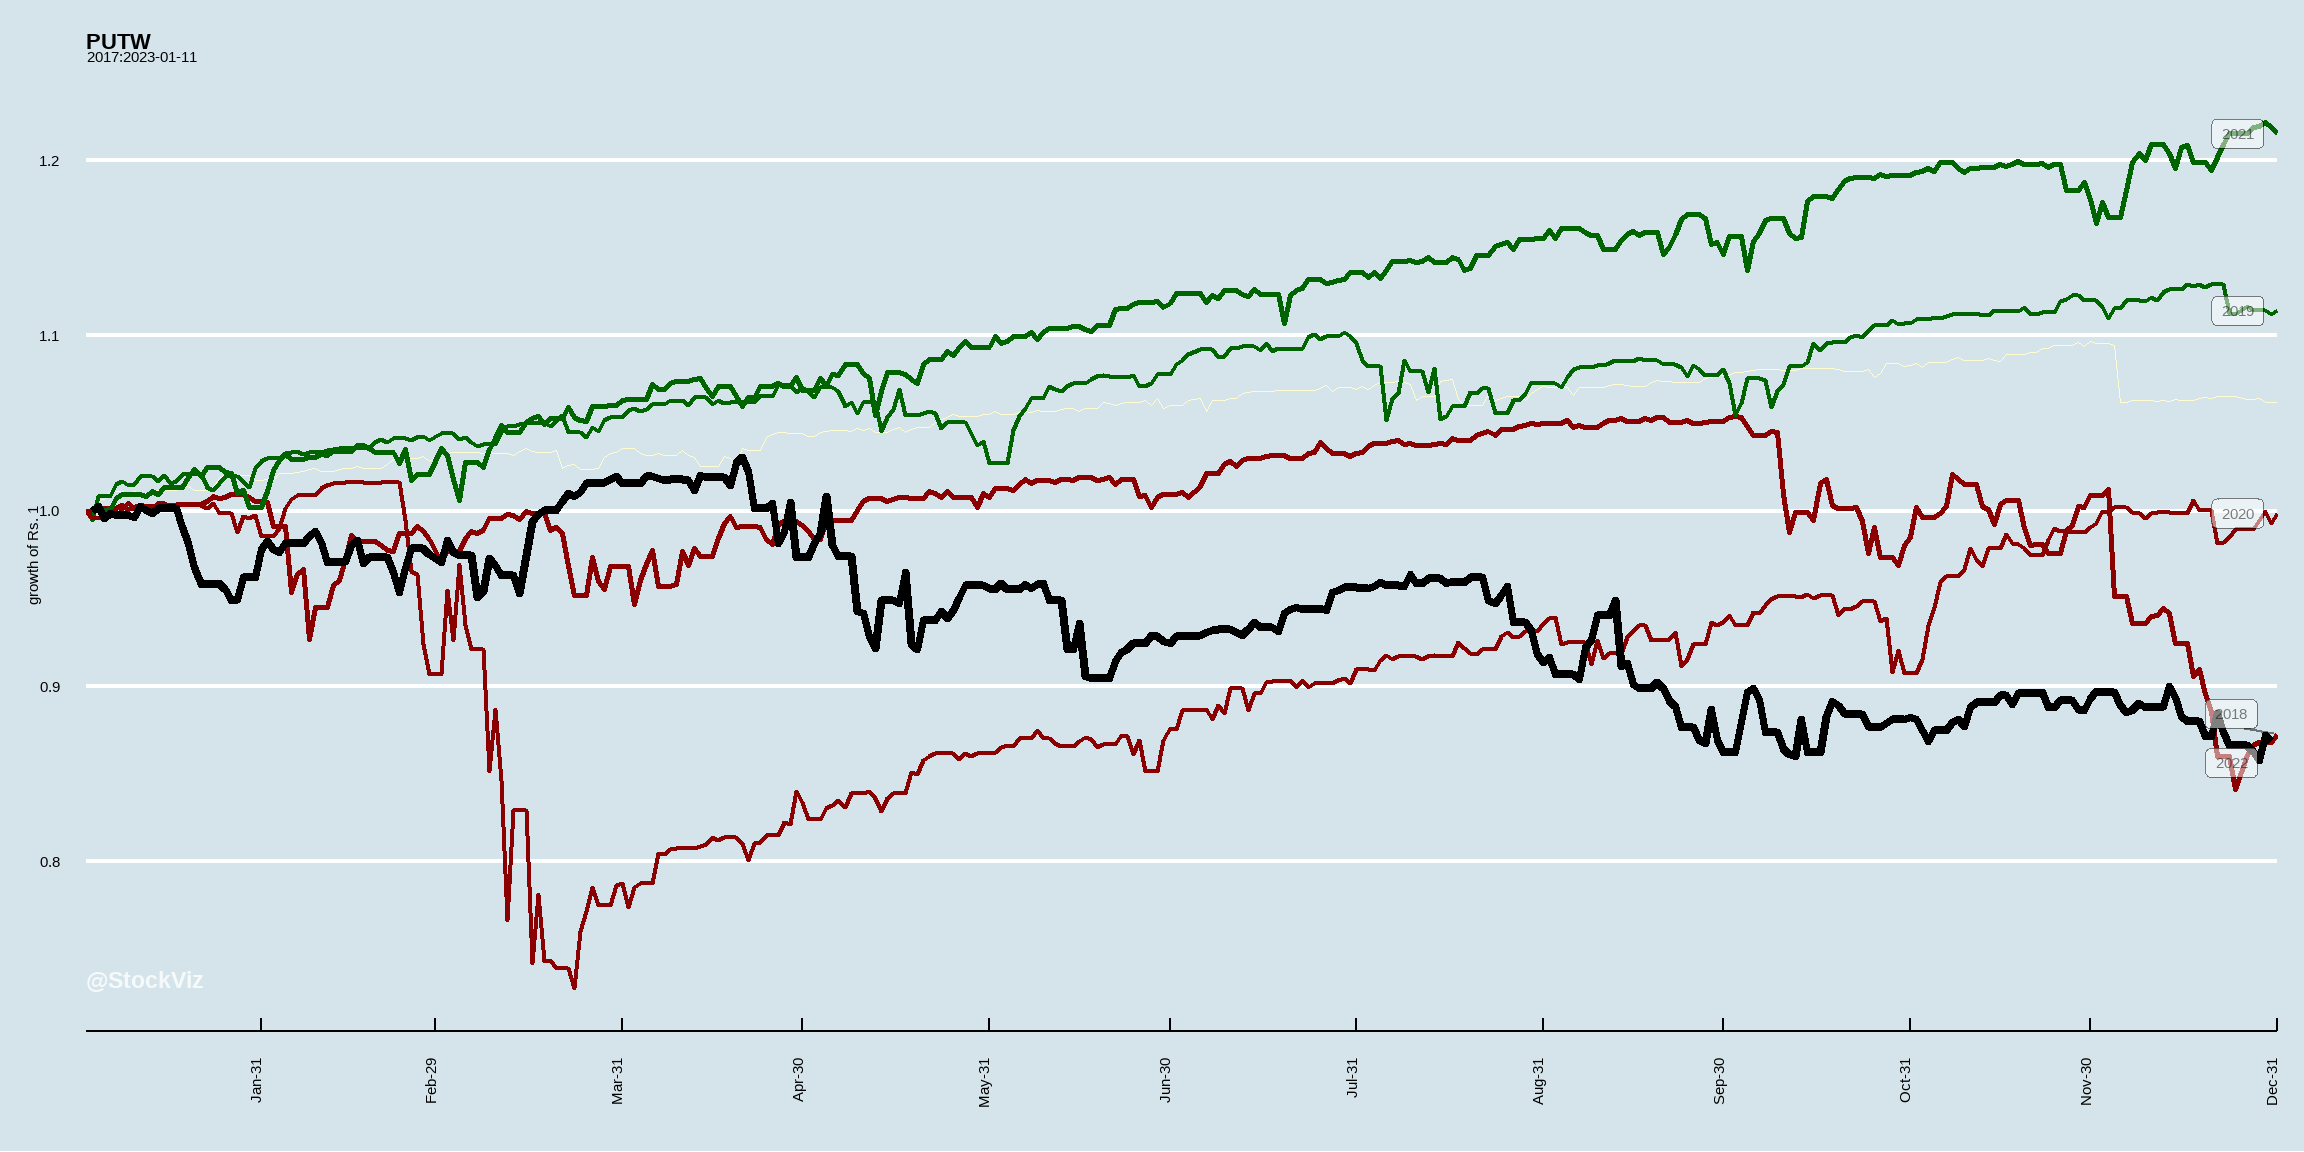 PUTW
2017:2023-01-11
growth of Rs. 1
1.2
1.1
1.0
0.9
0.8
2021
2019
2020
2018
2022
@StockViz
Jan-31
Feb-29
Mar-31
Apr-30
May-31
Jun-30
Jul-31
Aug-31
Sep-30
Oct-31
Nov-30
Dec-31